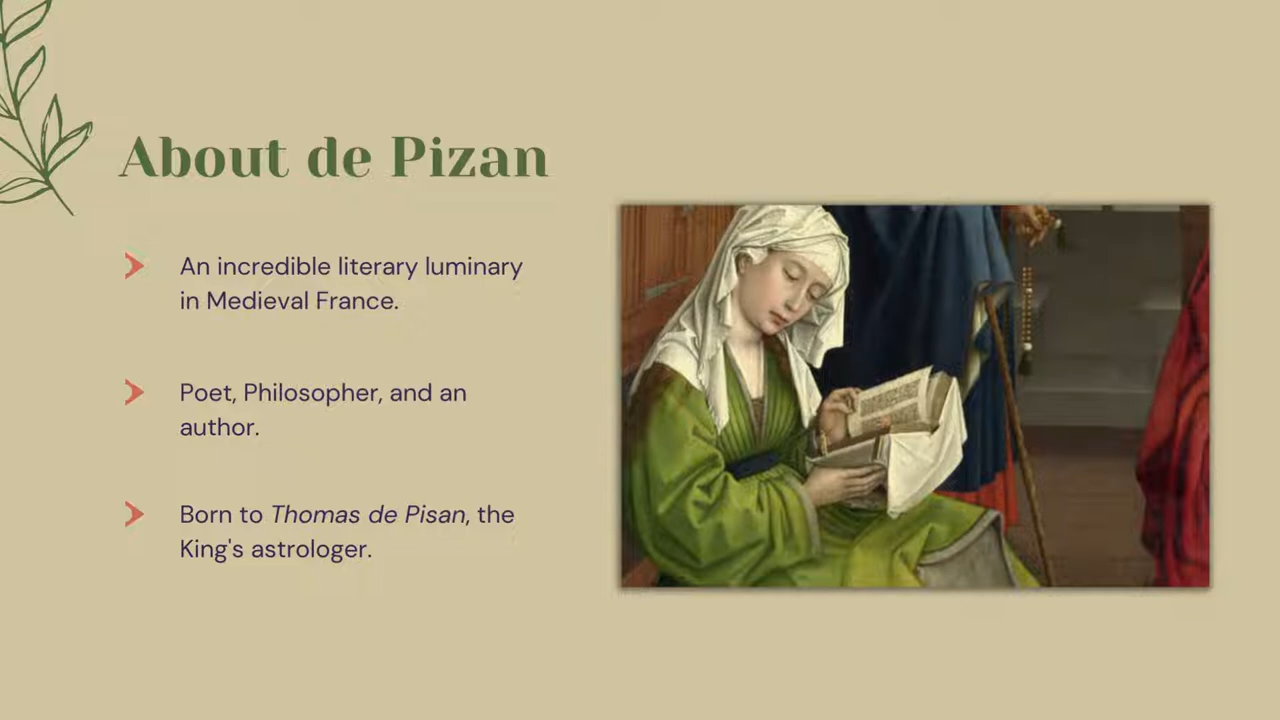 About de Pizan
An incredible literary luminary
in Medieval France.
Poet, Philosopher, and an
author.
Born to Thomas de Pisan, the
King's astrologer.